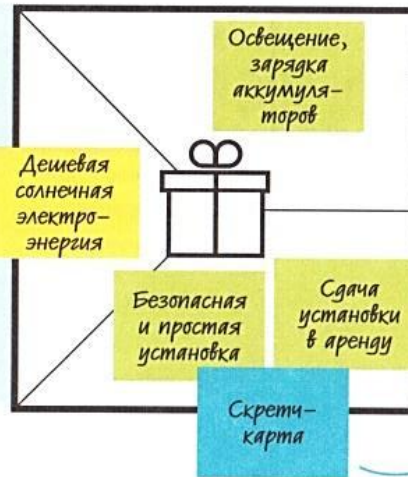 Освещение,
зарядка
аккумуля-
торов
Дешевая
солнечная
электро-
энергия
Безопасная
и простая
установка
Сдача
установки
в аренду
Скретч-
карта